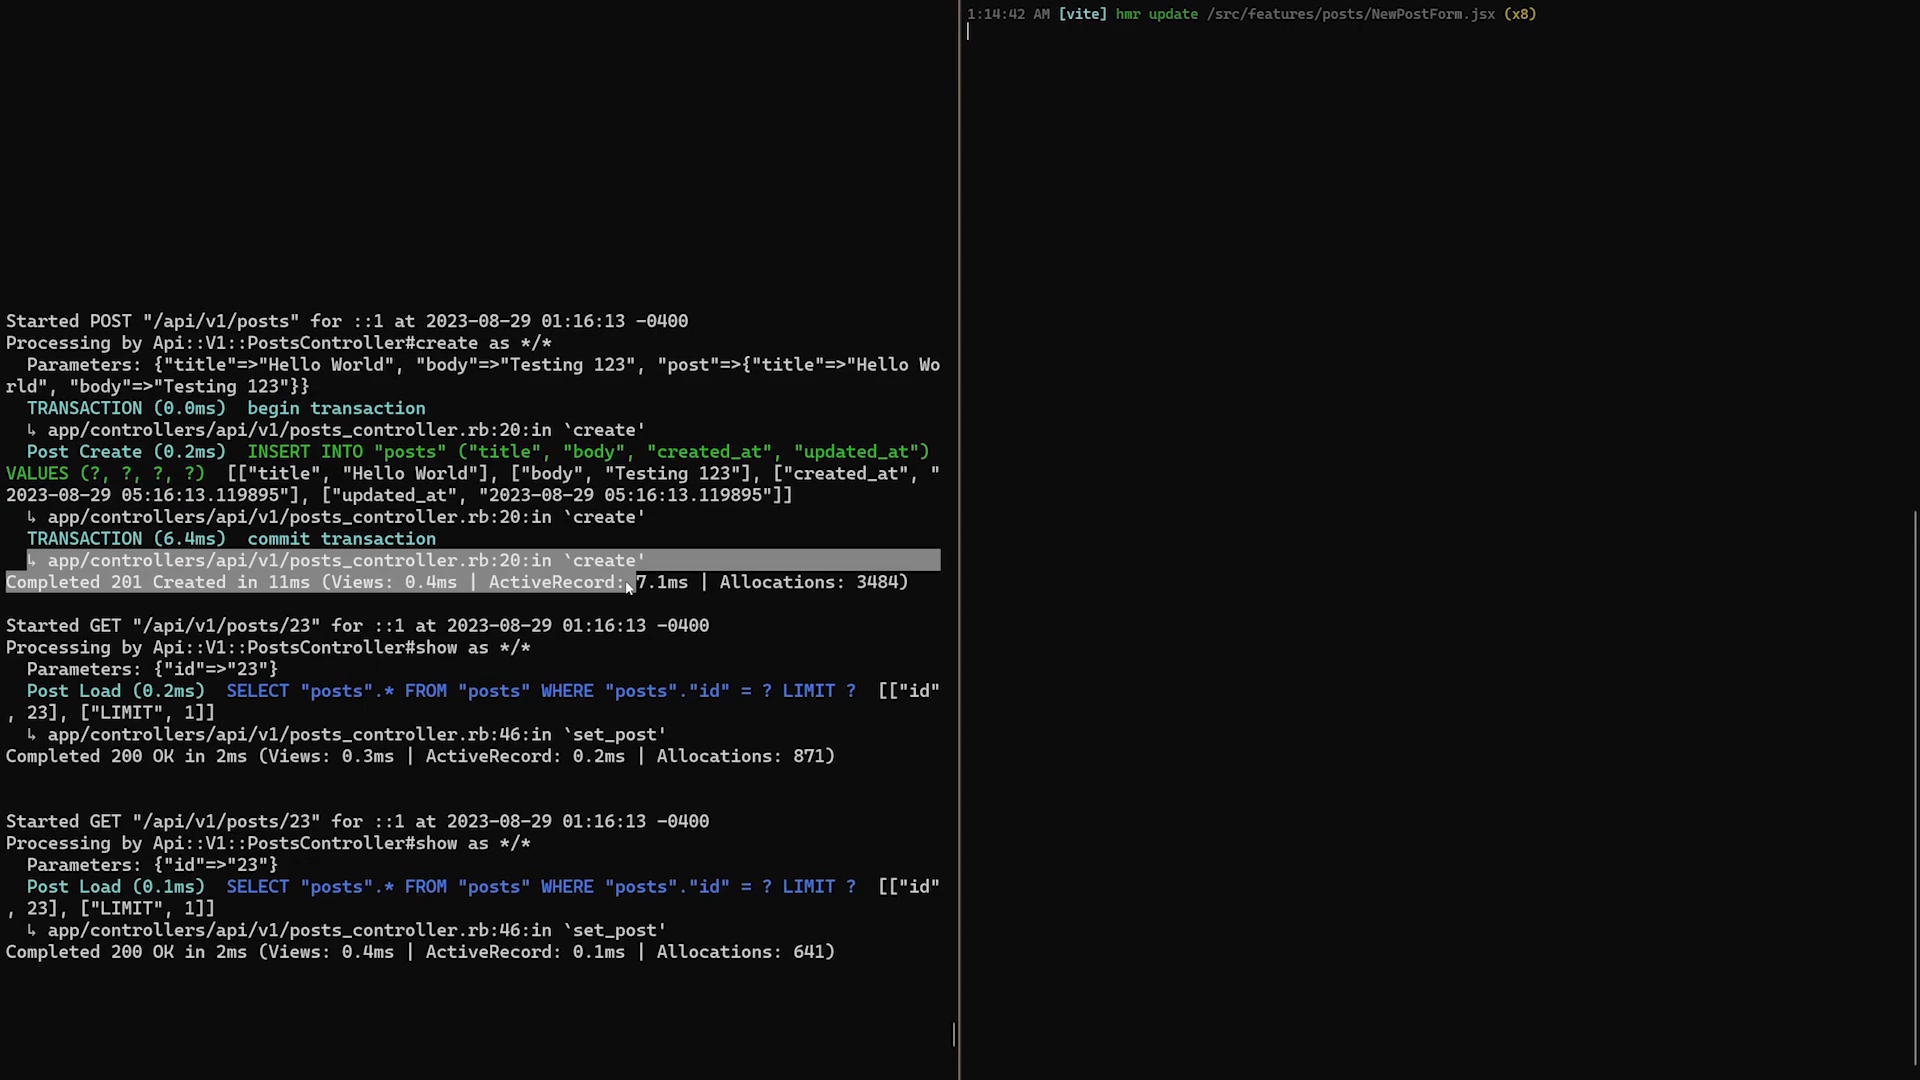 Started POST "/api/v1/posts" for ::1 at 2023-08-29 01:16:13 -0400
Processing by Api::V1::PostsController#create as */*
  Parameters: {"title"=>"Hello World", "body"=>"Testing 123", "post"=>{"title"=>"Hello Wo
rld", "body"=>"Testing 123"}}
  TRANSACTION (0.0ms)  begin transaction
  ↳ app/controllers/api/v1/posts_controller.rb:20:in `create'
  Post Create (0.2ms)  INSERT INTO "posts" ("title", "body", "created_at", "updated_at")
VALUES (?, ?, ?, ?)  [["title", "Hello World"], ["body", "Testing 123"], ["created_at", "
2023-08-29 05:16:13.119895"], ["updated_at", "2023-08-29 05:16:13.119895"]]
  ↳ app/controllers/api/v1/posts_controller.rb:20:in `create'
  TRANSACTION (6.4ms)  commit transaction
  ↳ app/controllers/api/v1/posts_controller.rb:20:in `create'
Completed 201 Created in 11ms (Views: 0.4ms | ActiveRecord: 7.1ms | Allocations: 3484)
Started GET "/api/v1/posts/23" for ::1 at 2023-08-29 01:16:13 -0400
Processing by Api::V1::PostsController#show as */*
  Parameters: {"id"=>"23"}
  Post Load (0.2ms)  SELECT "posts".* FROM "posts" WHERE "posts"."id" = ? LIMIT ?  [["id"
, 23], ["LIMIT", 1]]
  ↳ app/controllers/api/v1/posts_controller.rb:46:in `set_post'
Completed 200 OK in 2ms (Views: 0.3ms | ActiveRecord: 0.2ms | Allocations: 871)
Started GET "/api/v1/posts/23" for ::1 at 2023-08-29 01:16:13 -0400
Processing by Api::V1::PostsController#show as */*
  Parameters: {"id"=>"23"}
  Post Load (0.1ms)  SELECT "posts".* FROM "posts" WHERE "posts"."id" = ? LIMIT ?  [["id"
, 23], ["LIMIT", 1]]
  ↳ app/controllers/api/v1/posts_controller.rb:46:in `set_post'
Completed 200 OK in 2ms (Views: 0.4ms | ActiveRecord: 0.1ms | Allocations: 641)
1:14:42 AM [vite] hmr update /src/features/posts/NewPostForm.jsx (x8)